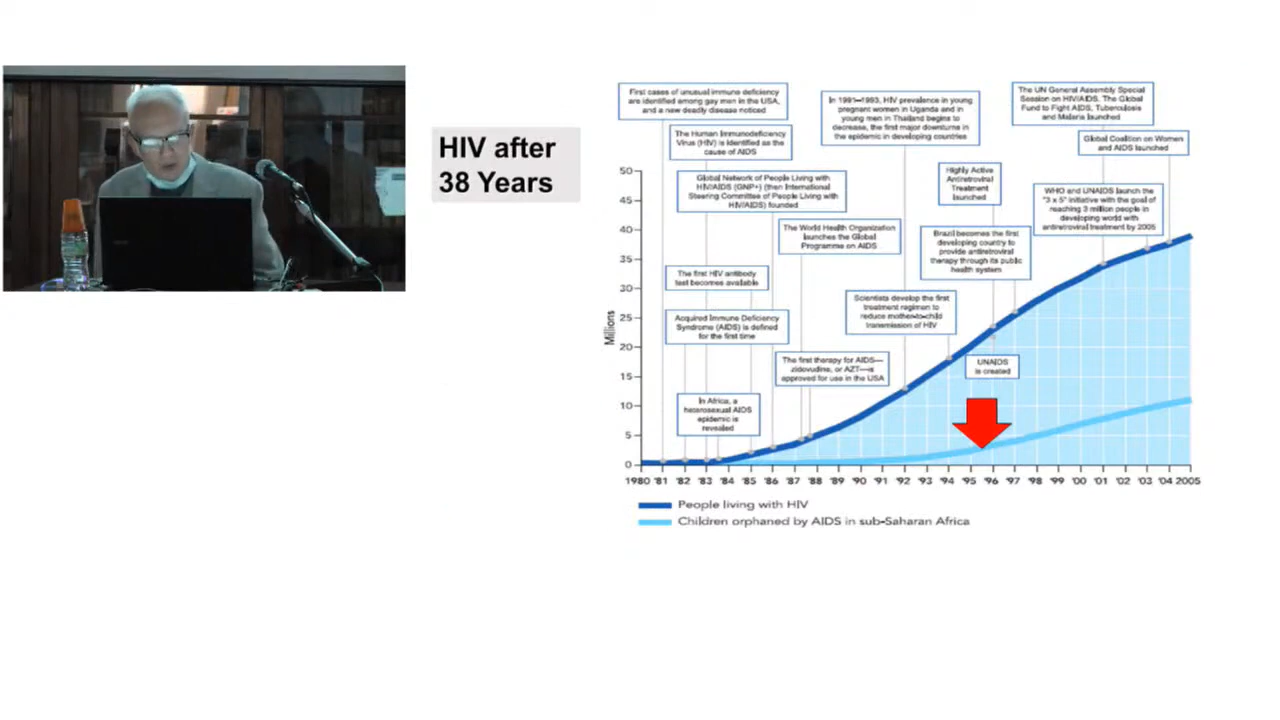 HIV after
38 Years
First cases of unusual immune deficiency
are identified among gay men in the USA,
and a new deadly disease noticed
The Human Immunodeficiency
Virus (HIV) is identified as the
cause of AIDS
Global Network of People Living with
HIV/AIDS (GNP+) (then International
Steering Committee of People Living with
HIV/AIDS) founded
The World Health Organization
launches the Global
Programme on AIDS
The first HIV antibody
test becomes available
Acquired Immune Deficiency
Syndrome (AIDS) is defined
for the first time
The first therapy for AIDS—
zidovudine, or AZT—is
approved for use in the USA
In Africa, a
heterosexual AIDS
epidemic is
revealed
In 1991–1993, HIV prevalence in young
pregnant women in Uganda and in
young men in Thailand begins to
decrease, the first major downturns in
the epidemic in developing countries
Highly Active
Antiretroviral
Treatment
launched
Brazil becomes the first
developing country to
provide antiretroviral
therapy through its public
health system
Scientists develop the first
treatment regimen to
reduce mother-to-child
transmission of HIV
UNAIDS
is created
The UN General Assembly Special
Session on HIV/AIDS. The Global
Fund to Fight AIDS, Tuberculosis
and Malaria launched
Global Coalition on Women
and AIDS launched
WHO and UNAIDS launch the
"3 x 5" initiative with the goal of
reaching 3 million people in
developing world with
antiretroviral treatment by 2005
Millions
50
45
40
35
30
25
20
15
10
5
0
1980 '81 '82 '83 '84 '85 '86 '87 '88 '89 '90 '91 '92 '93 '94 '95 '96 '97 '98 '99 '00 '01 '02 '03 '04 2005
People living with HIV
Children orphaned by AIDS in sub-Saharan Africa